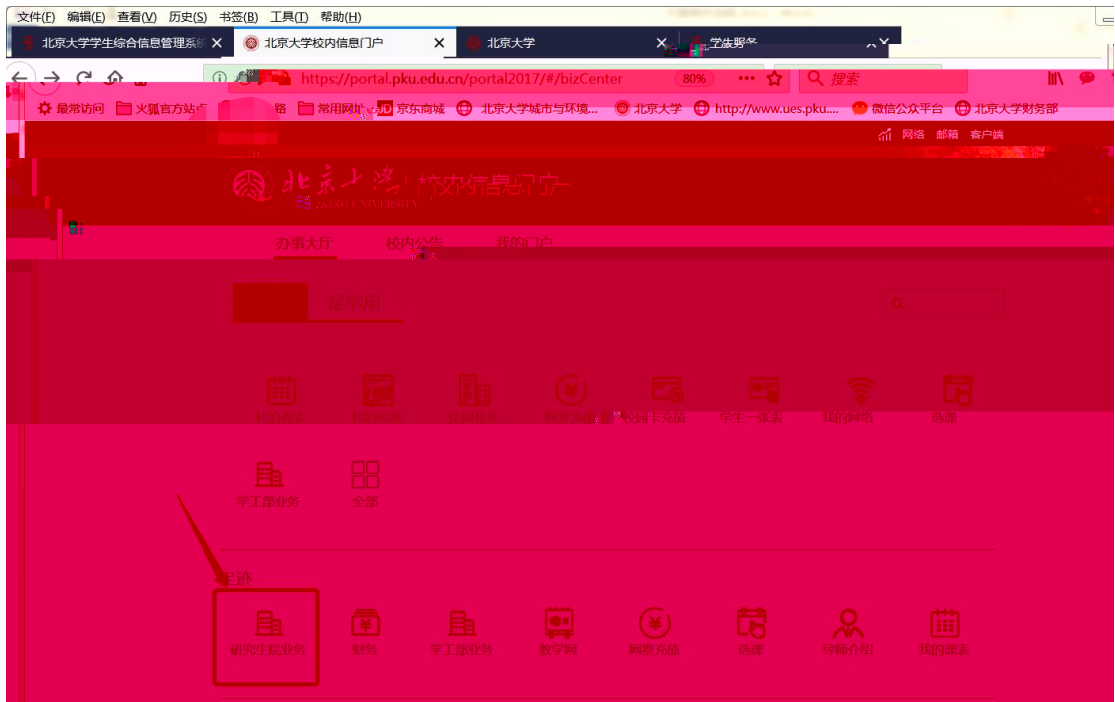 文件(F) 编辑(E) 查看(V) 历史(S) 书签(B) 工具(T) 帮助(H)
北京大学学生综合信息管理系统 北京大学校内信息门户 北京大学
https://portal.pku.edu.cn/portal2017/#/bizCenter 80% 搜索
最常访问 火狐官方站点 常用网址 JD 京东商城 北京大学城市与环境... 北京大学 http://www.ues.pku.... 微信公众平台 北京大学财务部
网络 邮箱 客户端
北京大学 校内信息门户
办事大厅 校内公告 我的门户
最常用
校园卡充值 学生一张表 我的网络 选课
学工部业务 全部
足迹
研究生院业务 财务 学工部业务 教学网 网费充值 选课 导师介绍 我的课表